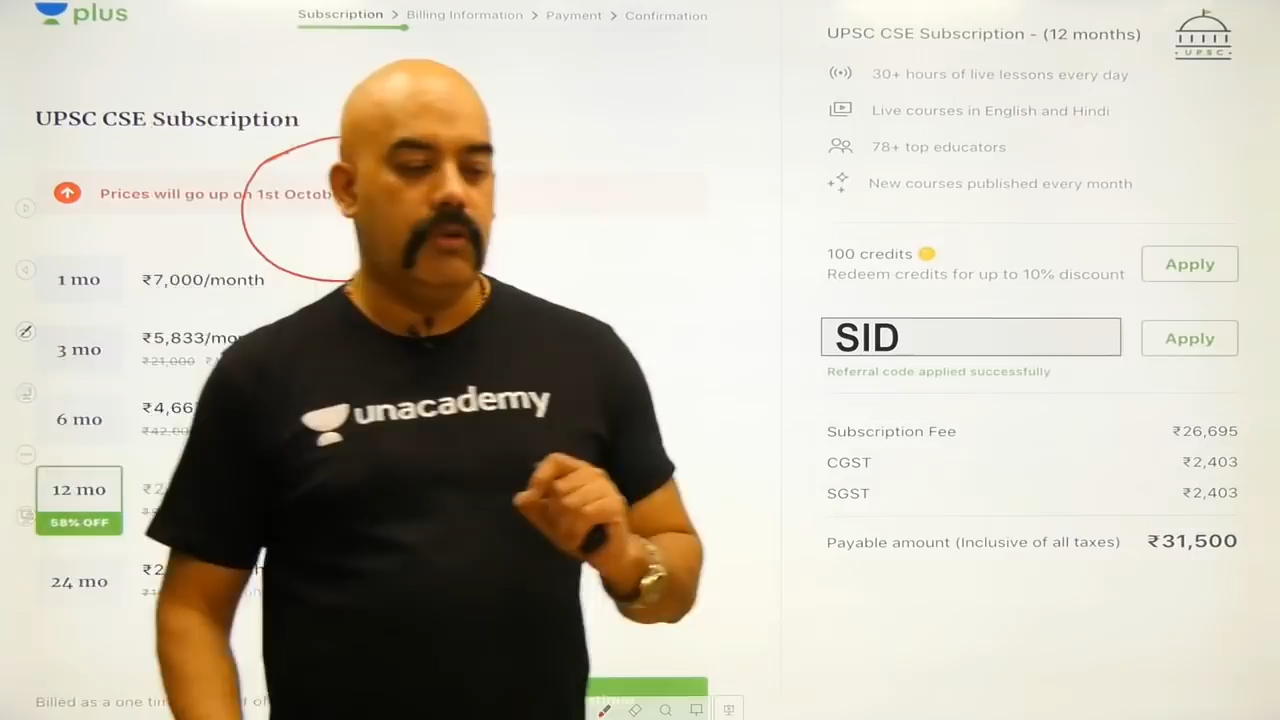 plus
Subscription > Billing Information > Payment > Confirmation
UPSC CSE Subscription
Prices will go up on 1st Octob
1 mo ₹7,000/month
3 mo ₹5,833/mo
₹21,000
6 mo ₹4,66
₹42,00
12 mo ₹2
58% OFF
24 mo ₹2
Billed as a one tim
unacademy
UPSC CSE Subscription - (12 months)
UPSC
30+ hours of live lessons every day
Live courses in English and Hindi
78+ top educators
New courses published every month
100 credits
Redeem credits for up to 10% discount
Apply
SID
Apply
Referral code applied successfully
Subscription Fee ₹26,695
CGST ₹2,403
SGST ₹2,403
Payable amount (Inclusive of all taxes) ₹31,500